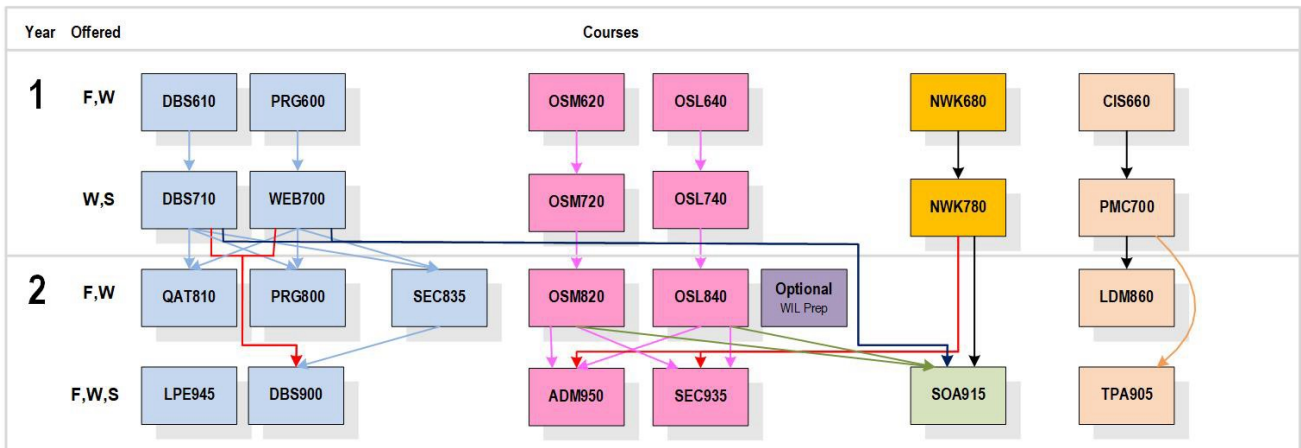 Year Offered Courses
1 F,W DBS610 PRG600 OSM620 OSL640 NWK680 CIS660
W,S DBS710 WEB700 OSM720 OSL740 NWK780 PMC700
2 F,W QAT810 PRG800 SEC835 OSM820 OSL840 Optional LDM860
WIL Prep
F,W,S LPE945 DBS900 ADM950 SEC935 SOA915 TPA905